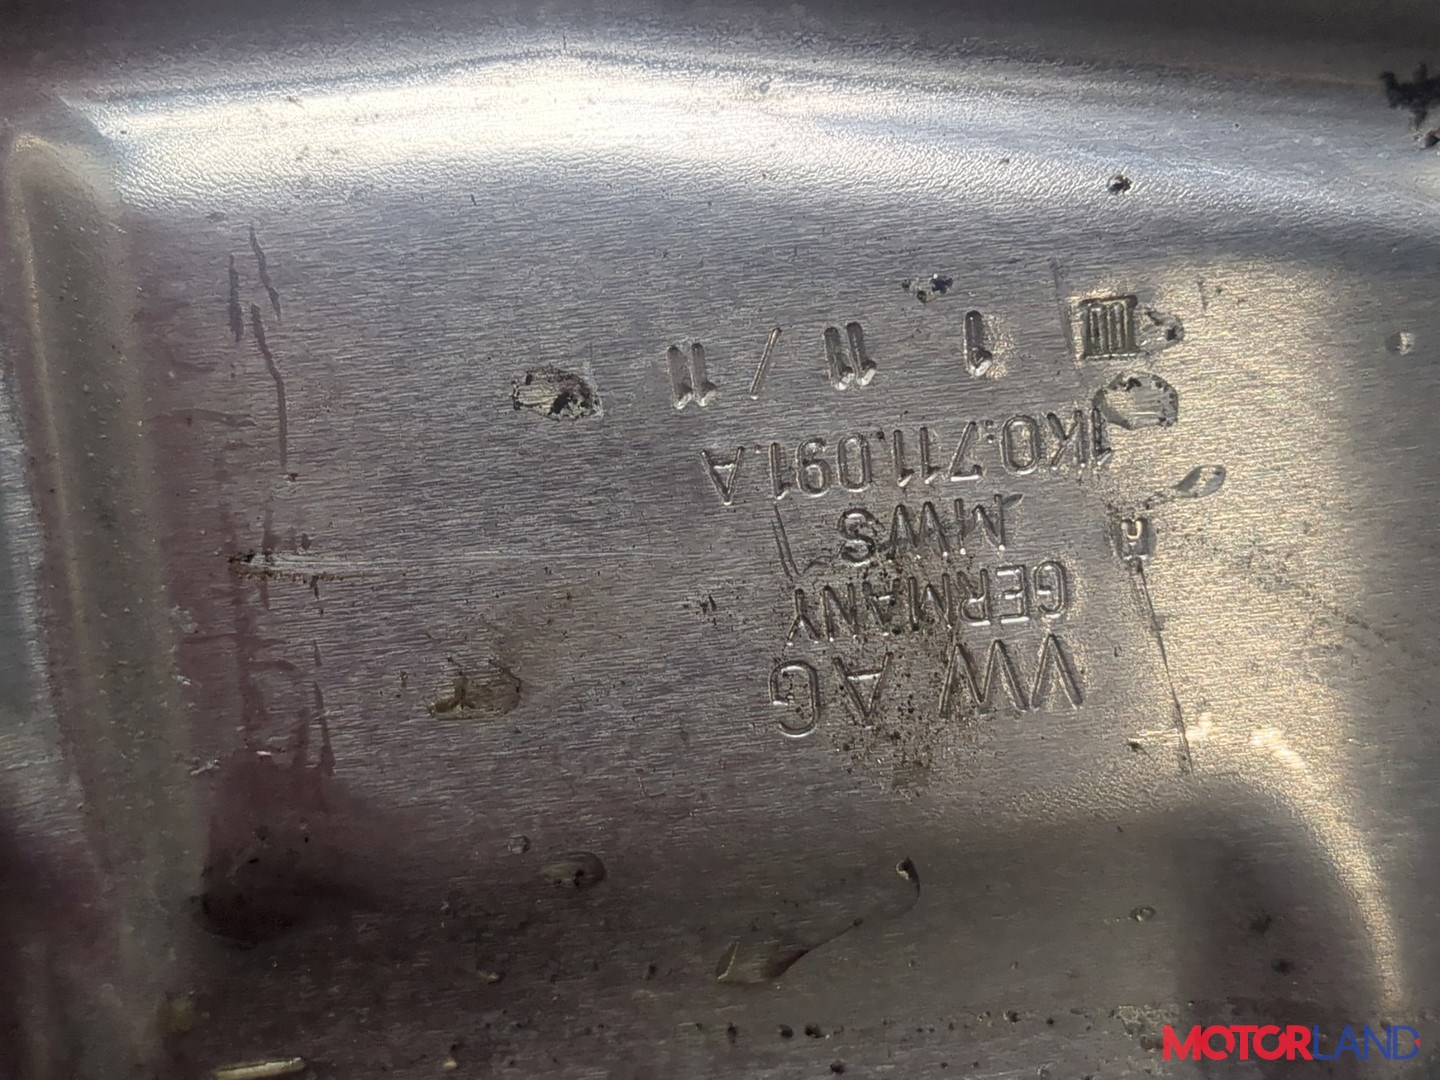 VW AG
GERMANY
MWS
1K0.711.091.A
1 11 / 11
MOTORLAND